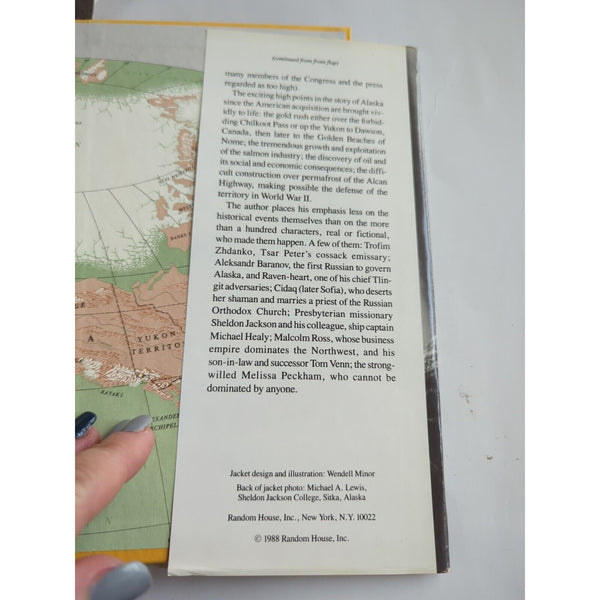 (continued from front flap)
many members of the Congress and the press
regarded as too high).
The exciting high points in the story of Alaska
since the American acquisition are brought viv-
idly to life: the gold rush either over the forbid-
ding Chilkoot Pass or up the Yukon to Dawson,
Canada, then later to the Golden Beaches of
Nome; the tremendous growth and exploitation
of the salmon industry; the discovery of oil and
its social and economic consequences; the diffi-
cult construction over permafrost of the Alcan
Highway, making possible the defense of the
territory in World War II.
The author places his emphasis less on the
historical events themselves than on the more
than a hundred characters, real or fictional,
who made them happen. A few of them: Trofim
Zhdanko, Tsar Peter's cossack emissary;
Aleksandr Baranov, the first Russian to govern
Alaska, and Raven-heart, one of his chief Tlin-
git adversaries; Cidaq (later Sofia), who deserts
her shaman and marries a priest of the Russian
Orthodox Church; Presbyterian missionary
Sheldon Jackson and his colleague, ship captain
Michael Healy; Malcolm Ross, whose business
empire dominates the Northwest, and his
son-in-law and successor Tom Venn; the strong-
willed Melissa Peckham, who cannot be
dominated by anyone.
Jacket design and illustration: Wendell Minor
Back of jacket photo: Michael A. Lewis,
Sheldon Jackson College, Sitka, Alaska
Random House, Inc., New York, N.Y. 10022
© 1988 Random House, Inc.
BANKS
A
YUKON
TERRITO
KAYAKI
EXANDER